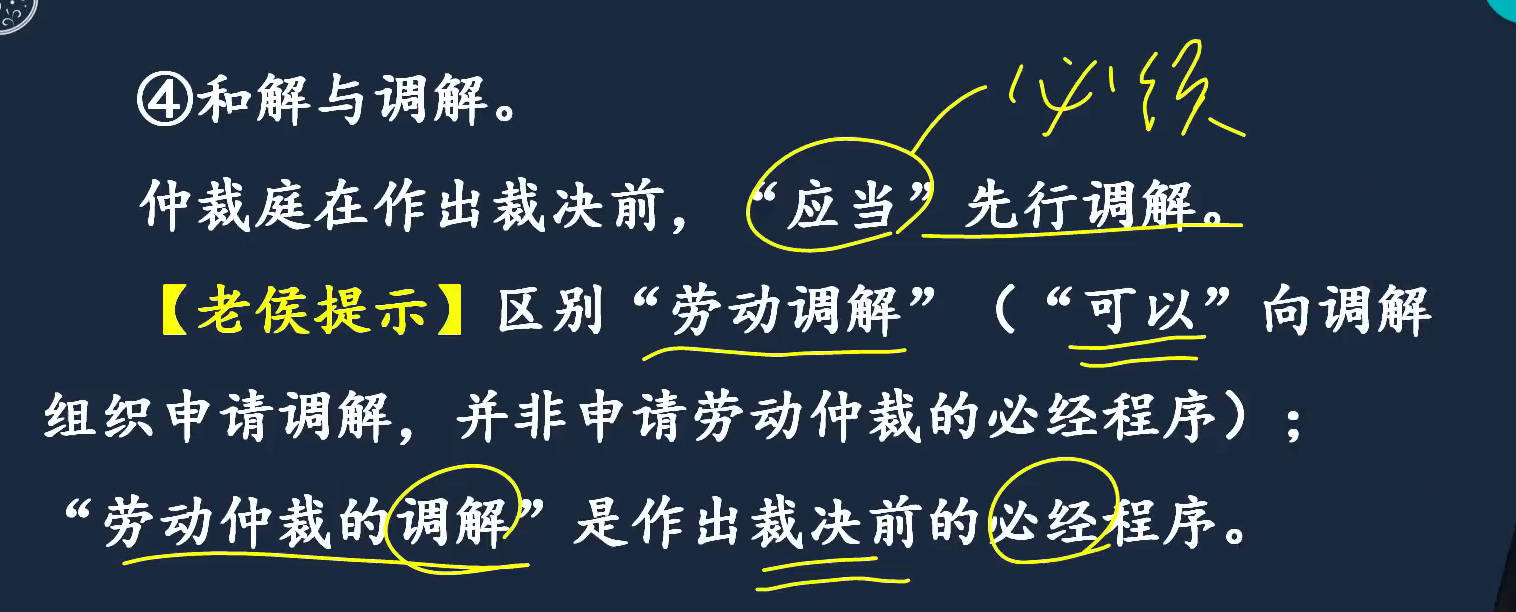 ④和解与调解。
必须
仲裁庭在作出裁决前，“应当”先行调解。
【老侯提示】区别“劳动调解”（“可以”向调解
组织申请调解，并非申请劳动仲裁的必经程序）；
“劳动仲裁的调解”是作出裁决前的必经程序。